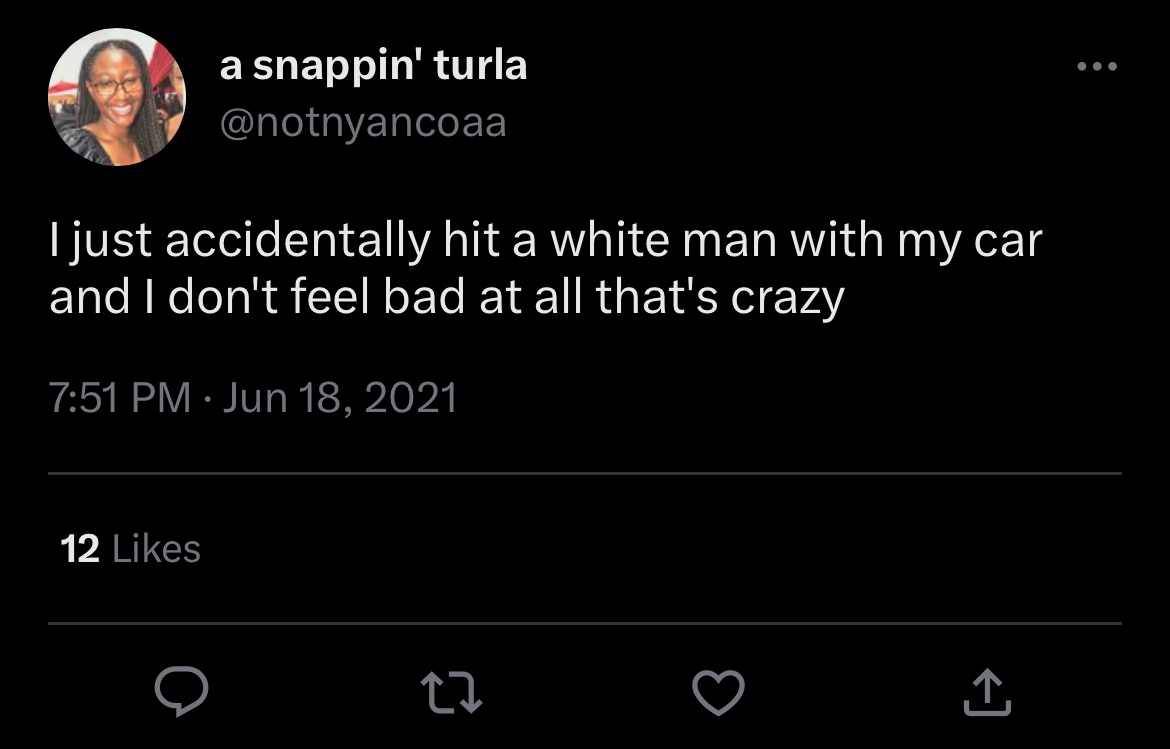 a snappin' turla
@notnyancoaa
I just accidentally hit a white man with my car
and I don't feel bad at all that's crazy
7:51 PM · Jun 18, 2021
12 Likes